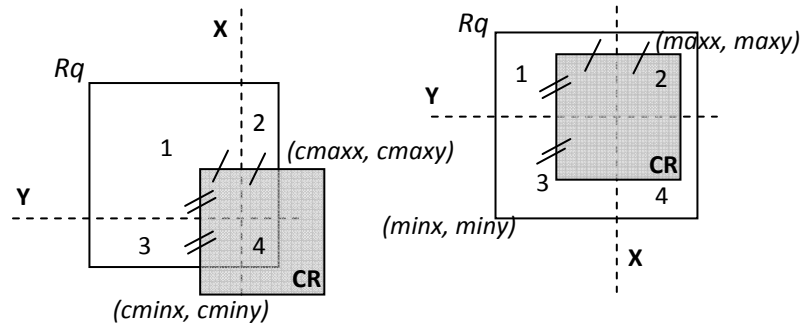 X
Rq
1
2
(cmaxx, cmaxy)
Y
3
4
CR
(cminx, cminy)
Rq
(maxx, maxy)
1
2
Y
CR
3
4
(minx, miny)
X